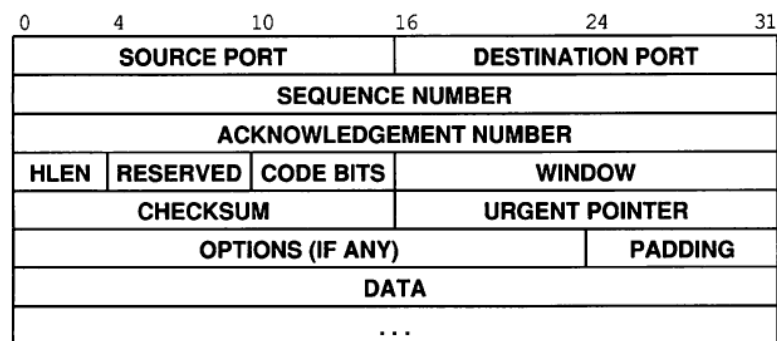 0 4 10 16 24 31
SOURCE PORT DESTINATION PORT
SEQUENCE NUMBER
ACKNOWLEDGEMENT NUMBER
HLEN RESERVED CODE BITS WINDOW
CHECKSUM URGENT POINTER
OPTIONS (IF ANY) PADDING
DATA
...